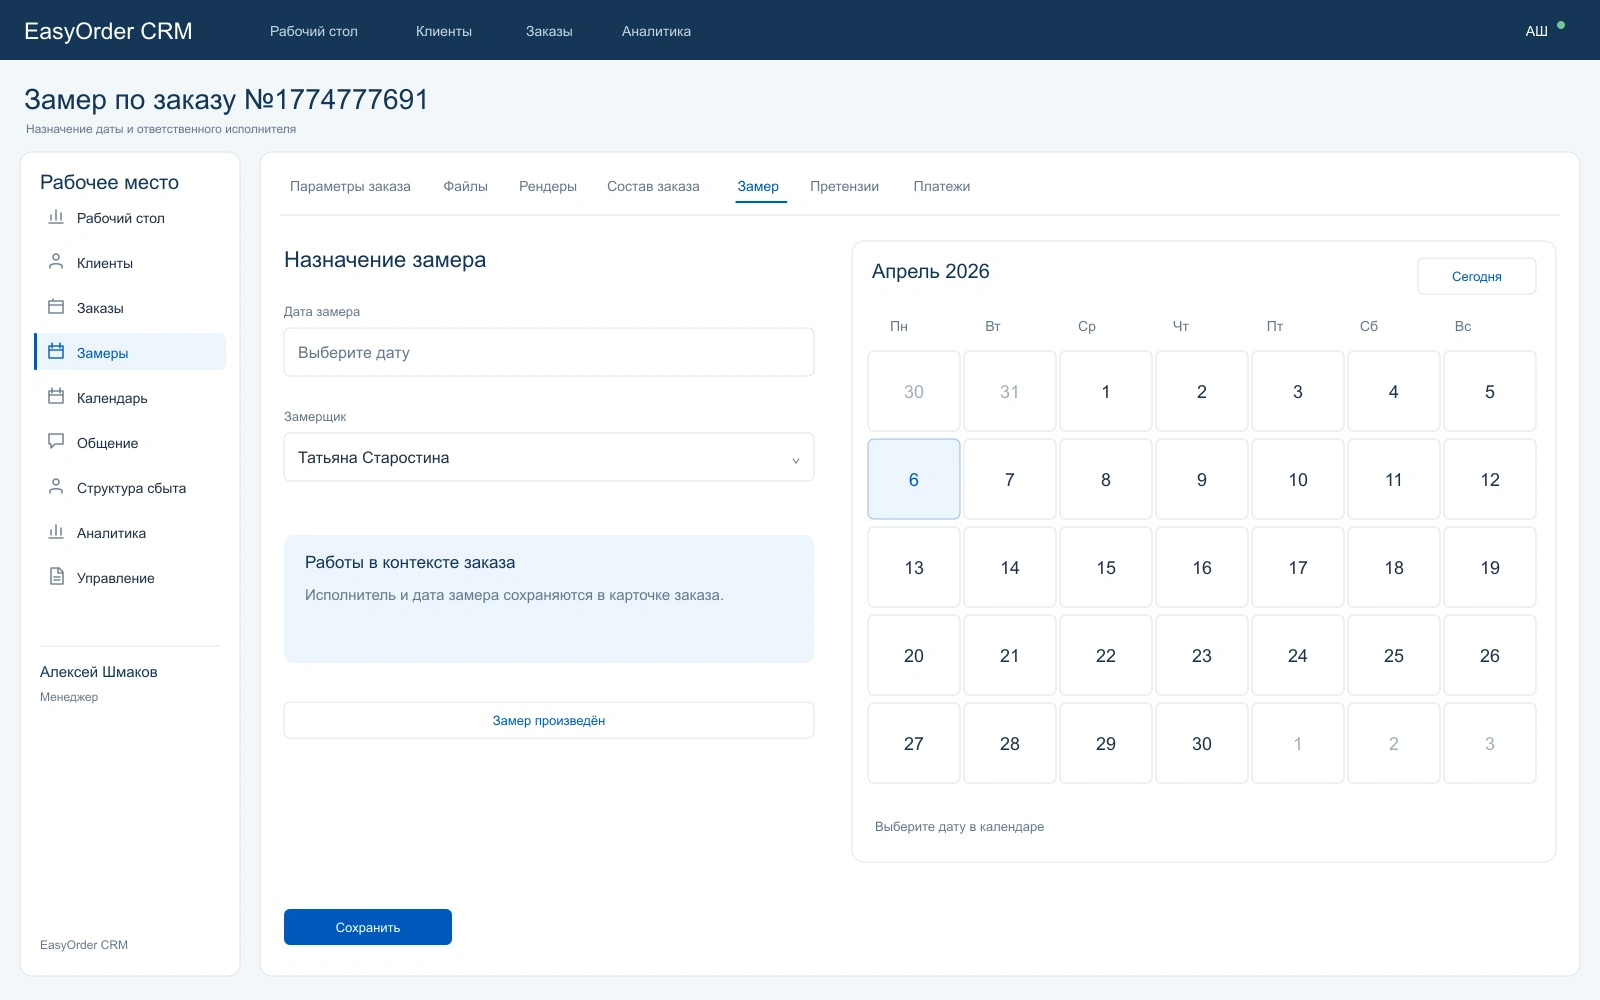 EasyOrder CRM
Рабочий стол
Клиенты
Заказы
Аналитика
АШ
Замер по заказу №1774777691
Назначение даты и ответственного исполнителя
Рабочее место
Рабочий стол
Клиенты
Заказы
Замеры
Календарь
Общение
Структура сбыта
Аналитика
Управление
Алексей Шмаков
Менеджер
EasyOrder CRM
Параметры заказа
Файлы
Рендеры
Состав заказа
Замер
Претензии
Платежи
Назначение замера
Дата замера
Выберите дату
Замерщик
Татьяна Старостина
Работы в контексте заказа
Исполнитель и дата замера сохраняются в карточке заказа.
Замер произведён
Сохранить
Апрель 2026
Сегодня
Пн Вт Ср Чт Пт Сб Вс
30 31 1 2 3 4 5
6 7 8 9 10 11 12
13 14 15 16 17 18 19
20 21 22 23 24 25 26
27 28 29 30 1 2 3
Выберите дату в календаре